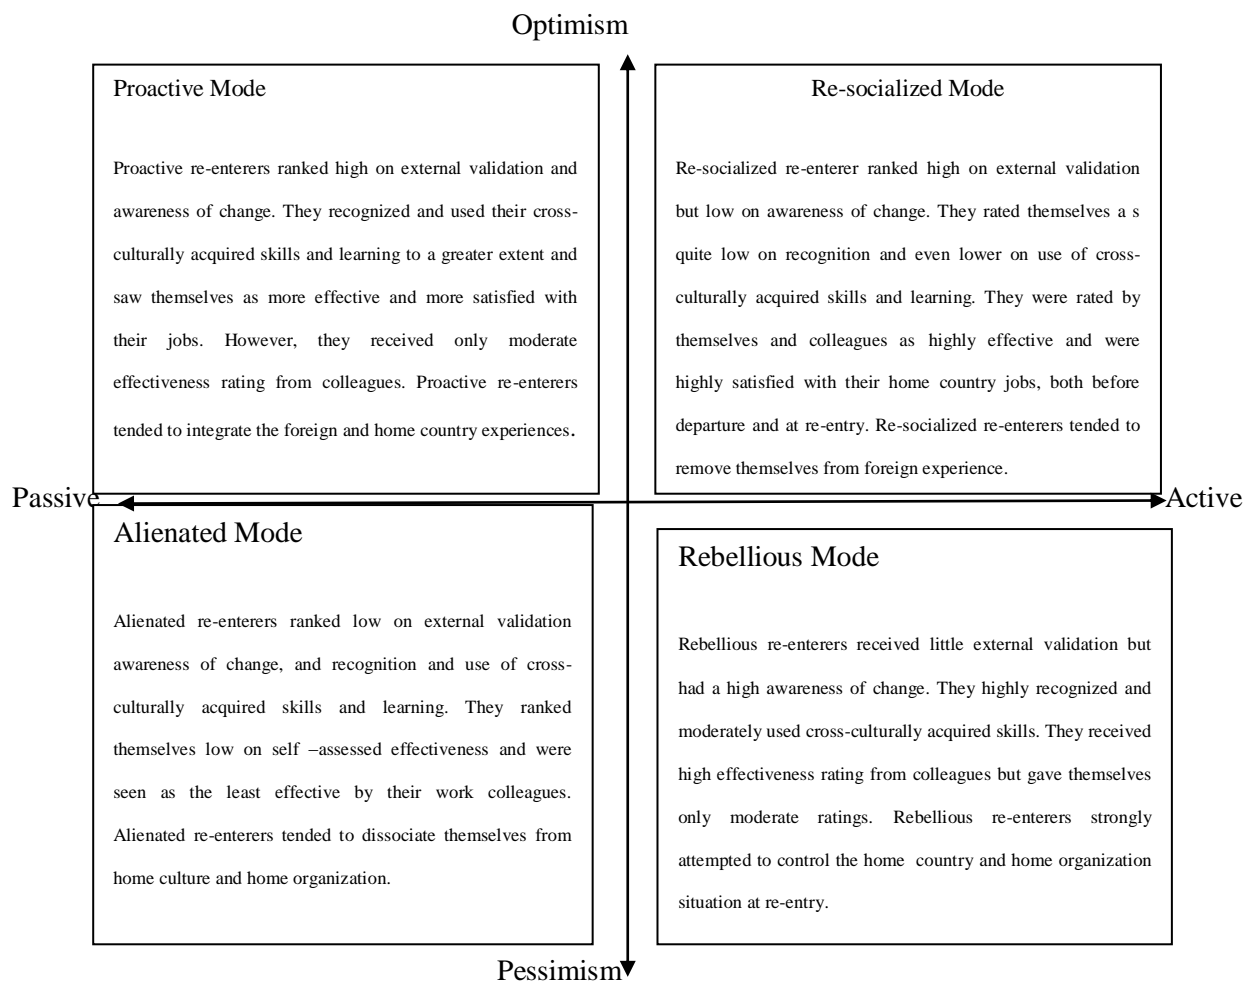 Optimism
Proactive Mode
Proactive re-enterers ranked high on external validation and
awareness of change. They recognized and used their cross-
culturally acquired skills and learning to a greater extent and
saw themselves as more effective and more satisfied with
their jobs. However, they received only moderate
effectiveness rating from colleagues. Proactive re-enterers
tended to integrate the foreign and home country experiences.
Re-socialized Mode
Re-socialized re-enterer ranked high on external validation
but low on awareness of change. They rated themselves a s
quite low on recognition and even lower on use of cross-
culturally acquired skills and learning. They were rated by
themselves and colleagues as highly effective and were
highly satisfied with their home country jobs, both before
departure and at re-entry. Re-socialized re-enterers tended to
remove themselves from foreign experience.
Passive
Active
Alienated Mode
Alienated re-enterers ranked low on external validation
awareness of change, and recognition and use of cross-
culturally acquired skills and learning. They ranked
themselves low on self –assessed effectiveness and were
seen as the least effective by their work colleagues.
Alienated re-enterers tended to dissociate themselves from
home culture and home organization.
Rebellious Mode
Rebellious re-enterers received little external validation but
had a high awareness of change. They highly recognized and
moderately used cross-culturally acquired skills. They received
high effectiveness rating from colleagues but gave themselves
only moderate ratings. Rebellious re-enterers strongly
attempted to control the home country and home organization
situation at re-entry.
Pessimism